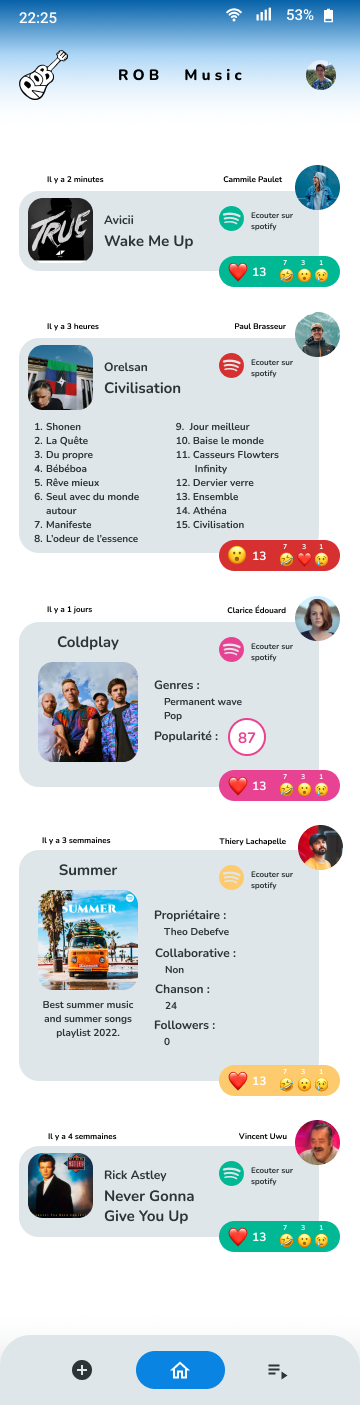 22:25
53%
ROB
ROB Music
Il y a 2 minutes
Cammile Paulet
TRUE
Avicii
Wake Me Up
Ecouter sur
spotify
13
7 3 1
Il y a 3 heures
Paul Brasseur
Orelsan
Civilisation
Ecouter sur
spotify
1. Shonen
2. La Quête
3. Du propre
4. Bébéboa
5. Rêve mieux
6. Seul avec du monde
autour
7. Manifeste
8. L'odeur de l'essence
9. Jour meilleur
10. Baise le monde
11. Casseurs Flowters
Infinity
12. Dervier verre
13. Ensemble
14. Athéna
15. Civilisation
13
7 3 1
Il y a 1 jours
Clarice Édouard
Coldplay
Ecouter sur
spotify
Genres :
Permanent wave
Pop
Popularité :
87
13
7 3 1
Il y a 3 semmaines
Thiery Lachapelle
Summer
SUMMER
Best summer music
and summer songs
playlist 2022.
Ecouter sur
spotify
Propriétaire :
Theo Debefve
Collaborative :
Non
Chanson :
24
Followers :
0
13
7 3 1
Il y a 4 semmaines
Vincent Uwu
Rick Astley
Never Gonna
Give You Up
Ecouter sur
spotify
13
7 3 1